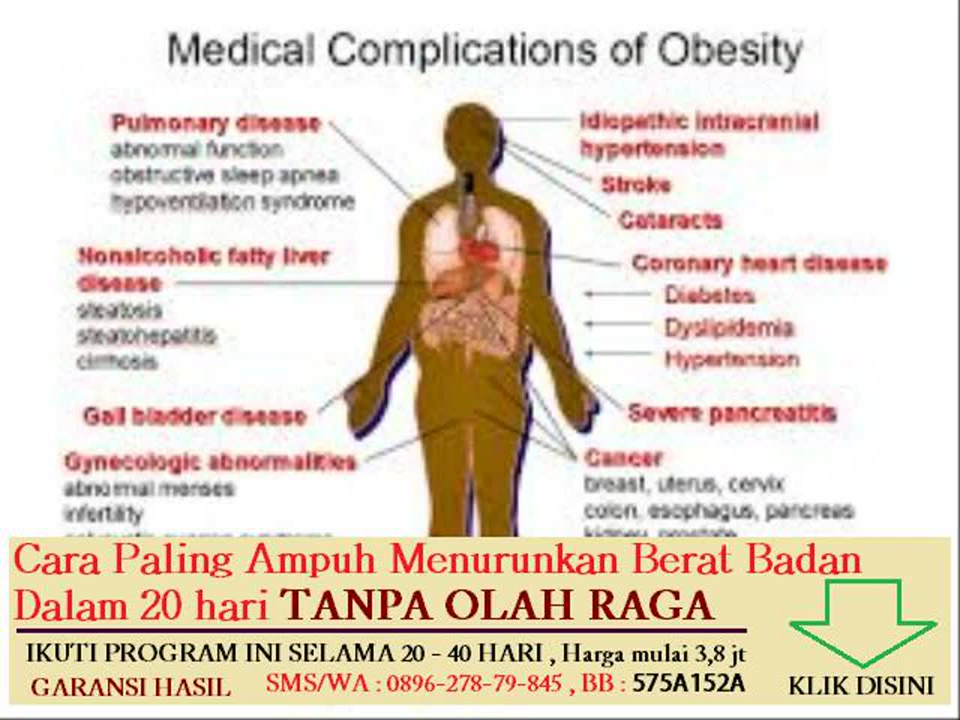 Medical Complications of Obesity
Pulmonary disease
abnormal function
obstructive sleep apnea
hypoventilation syndrome
Nonalcoholic fatty liver
disease
steatosis
steatohepatitis
cirrhosis
Gall bladder disease
Gynecologic abnormalities
abnormal menses
infertility
Idiopathic intracranial
hypertension
Stroke
Cataracts
Coronary heart disease
Diabetes
Dyslipidemia
Hypertension
Severe pancreatitis
Cancer
breast, uterus, cervix
colon, esophagus, pancreas
kidney, prostate
Cara Paling Ampuh Menurunkan Berat Badan
Dalam 20 hari TANPA OLAH RAGA
IKUTI PROGRAM INI SELAMA 20 - 40 HARI , Harga mulai 3,8 jt
GARANSI HASIL SMS/WA : 0896-278-79-845 , BB : 575A152A
KLIK DISINI